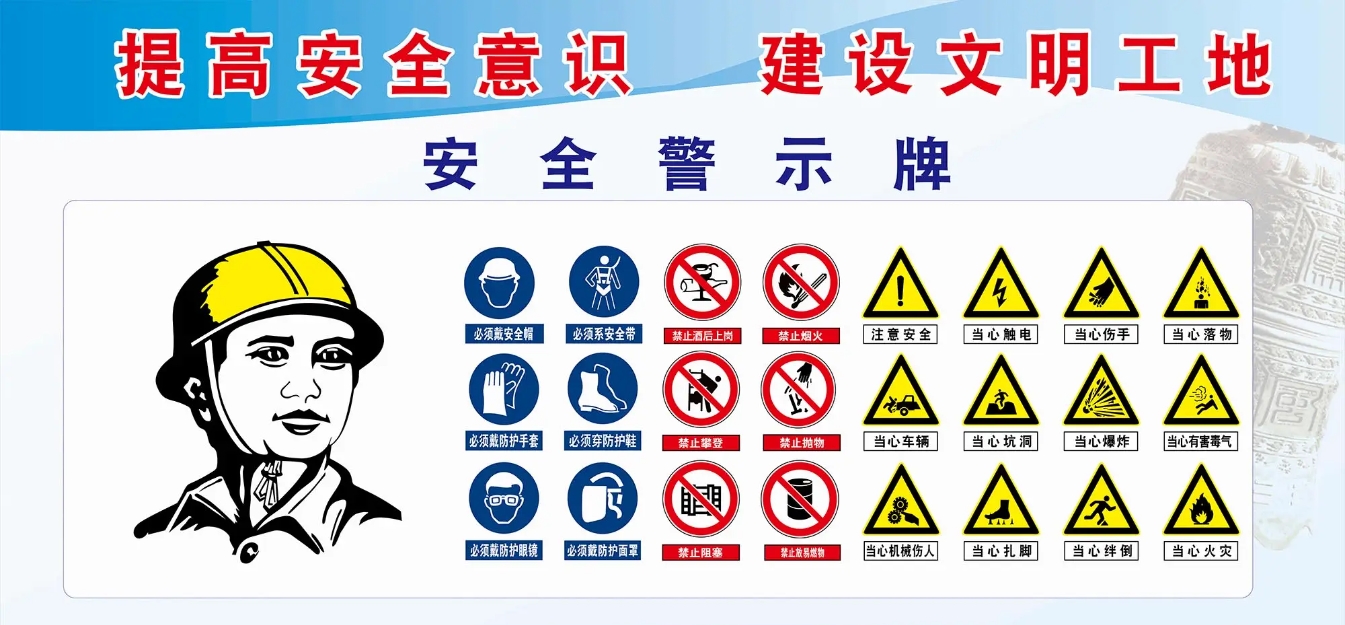 提高安全意识 建设文明工地
安全警示牌
必须戴安全帽 必须系安全带 禁止酒后上岗 禁止烟火 注意安全 当心触电 当心伤手 当心落物
必须戴防护手套 必须穿防护鞋 禁止攀登 禁止抛物 当心车辆 当心坑洞 当心爆炸 当心有害毒气
必须戴防护眼镜 必须戴防护面罩 禁止阻塞 禁止放易燃物 当心机械伤人 当心扎脚 当心绊倒 当心火灾